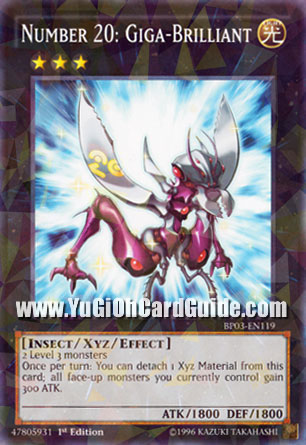 NUMBER 20: GIGA-BRILLIANT
光
20
www.YuGiOhCardGuide.com
BP03-EN119
[INSECT/XYZ/EFFECT]
2 Level 3 monsters
Once per turn: You can detach 1 Xyz Material from this
card; all face-up monsters you currently control gain
300 ATK.
ATK/1800 DEF/1800
47805931 1st Edition ©1996 KAZUKI TAKAHASHI